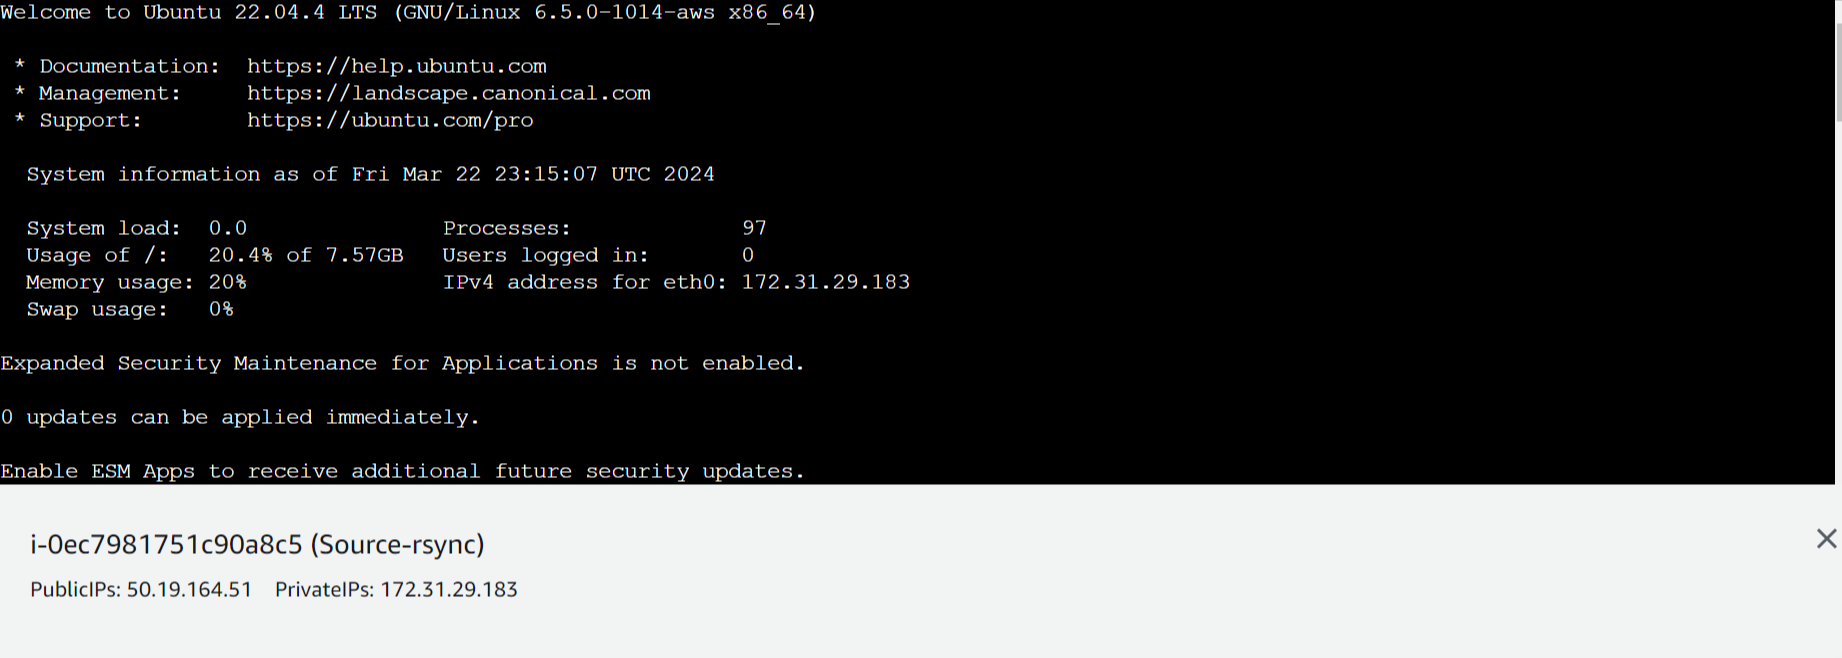 Welcome to Ubuntu 22.04.4 LTS (GNU/Linux 6.5.0-1014-aws x86_64)
* Documentation: https://help.ubuntu.com
* Management: https://landscape.canonical.com
* Support: https://ubuntu.com/pro
System information as of Fri Mar 22 23:15:07 UTC 2024
System load: 0.0 Processes: 97
Usage of /: 20.4% of 7.57GB Users logged in: 0
Memory usage: 20% IPv4 address for eth0: 172.31.29.183
Swap usage: 0%
Expanded Security Maintenance for Applications is not enabled.
0 updates can be applied immediately.
Enable ESM Apps to receive additional future security updates.
i-0ec7981751c90a8c5 (Source-rsync)
PublicIPs: 50.19.164.51 PrivateIPs: 172.31.29.183